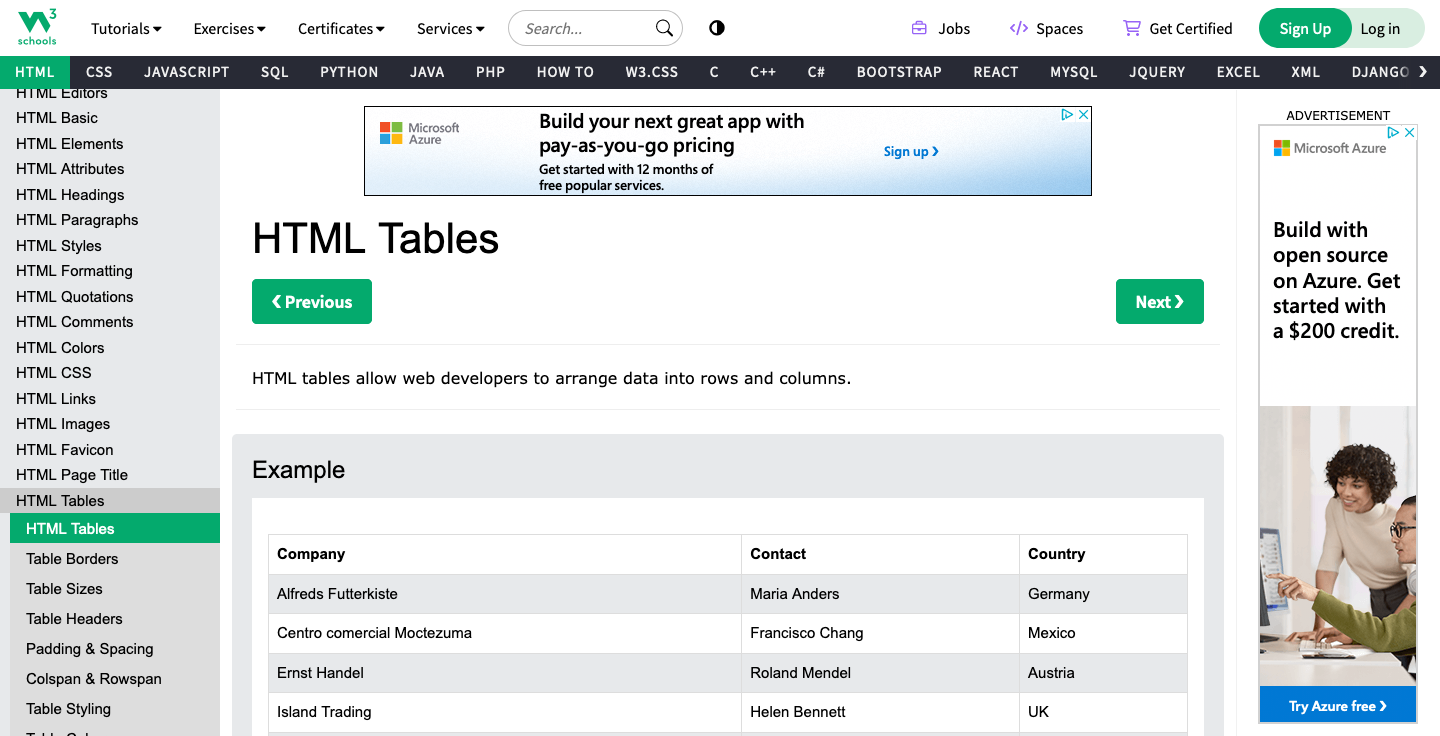 3
schools
Tutorials
Exercises
Certificates
Services
Search...
Jobs
Spaces
Get Certified
Sign Up
Log in
HTML
CSS
JAVASCRIPT
SQL
PYTHON
JAVA
PHP
HOW TO
W3.CSS
C
C++
C#
BOOTSTRAP
REACT
MYSQL
JQUERY
EXCEL
XML
DJANGO
HTML Editors
HTML Basic
HTML Elements
HTML Attributes
HTML Headings
HTML Paragraphs
HTML Styles
HTML Formatting
HTML Quotations
HTML Comments
HTML Colors
HTML CSS
HTML Links
HTML Images
HTML Favicon
HTML Page Title
HTML Tables
HTML Tables
Table Borders
Table Sizes
Table Headers
Padding & Spacing
Colspan & Rowspan
Table Styling
Microsoft
Azure
Build your next great app with
pay-as-you-go pricing
Get started with 12 months of
free popular services.
Sign up ❯
HTML Tables
❮ Previous
Next ❯
HTML tables allow web developers to arrange data into rows and columns.
Example
Company Contact Country
Alfreds Futterkiste Maria Anders Germany
Centro comercial Moctezuma Francisco Chang Mexico
Ernst Handel Roland Mendel Austria
Island Trading Helen Bennett UK
ADVERTISEMENT
Microsoft Azure
Build with
open source
on Azure. Get
started with
a $200 credit.
Try Azure free ❯